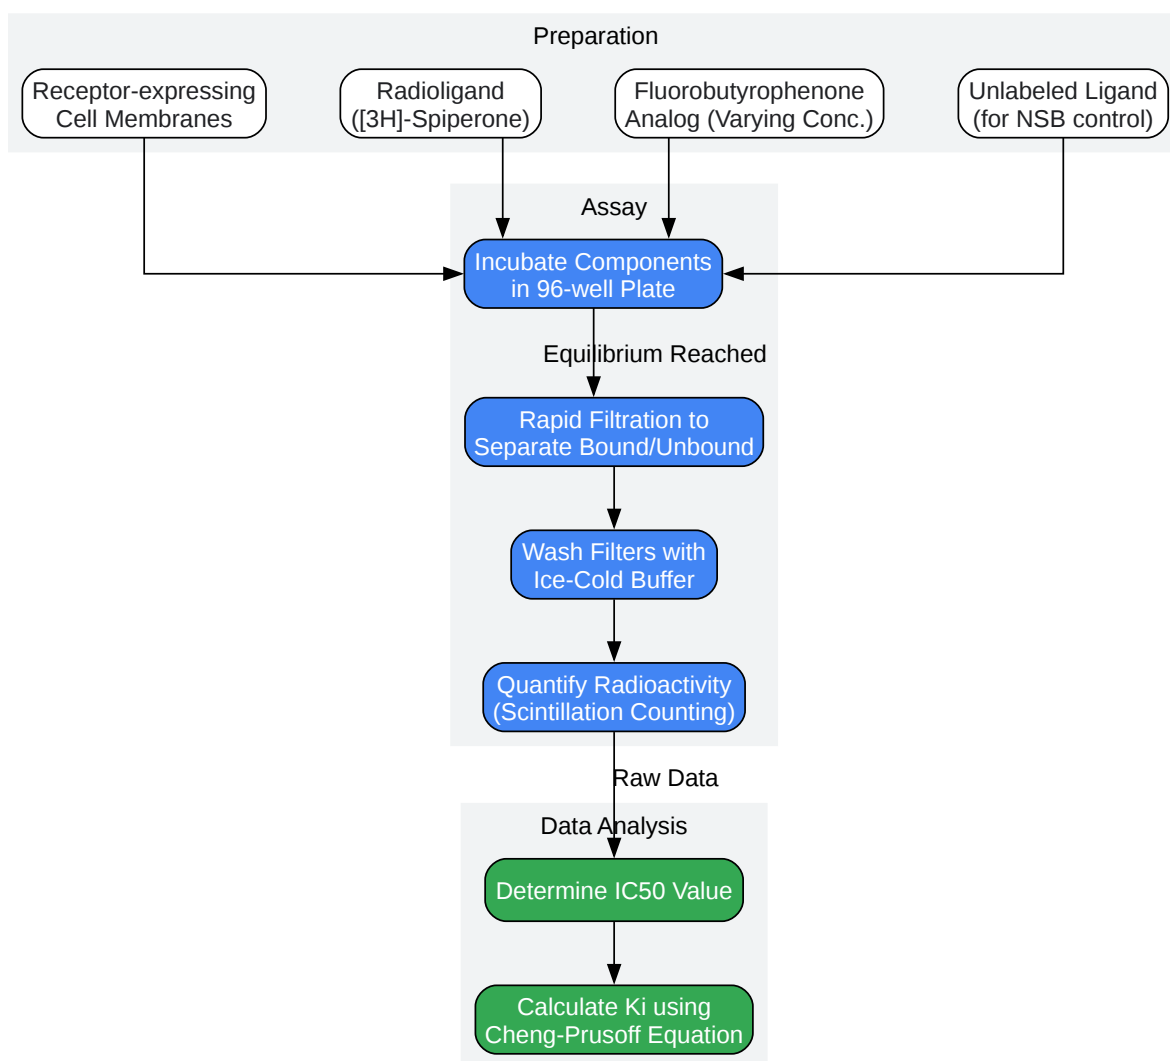 Preparation
Receptor-expressing
Cell Membranes
Radioligand
([3H]-Spiperone)
Fluorobutyrophenone
Analog (Varying Conc.)
Unlabeled Ligand
(for NSB control)
Assay
Incubate Components
in 96-well Plate
Equilibrium Reached
Rapid Filtration to
Separate Bound/Unbound
Wash Filters with
Ice-Cold Buffer
Quantify Radioactivity
(Scintillation Counting)
Raw Data
Data Analysis
Determine IC50 Value
Calculate Ki using
Cheng-Prusoff Equation